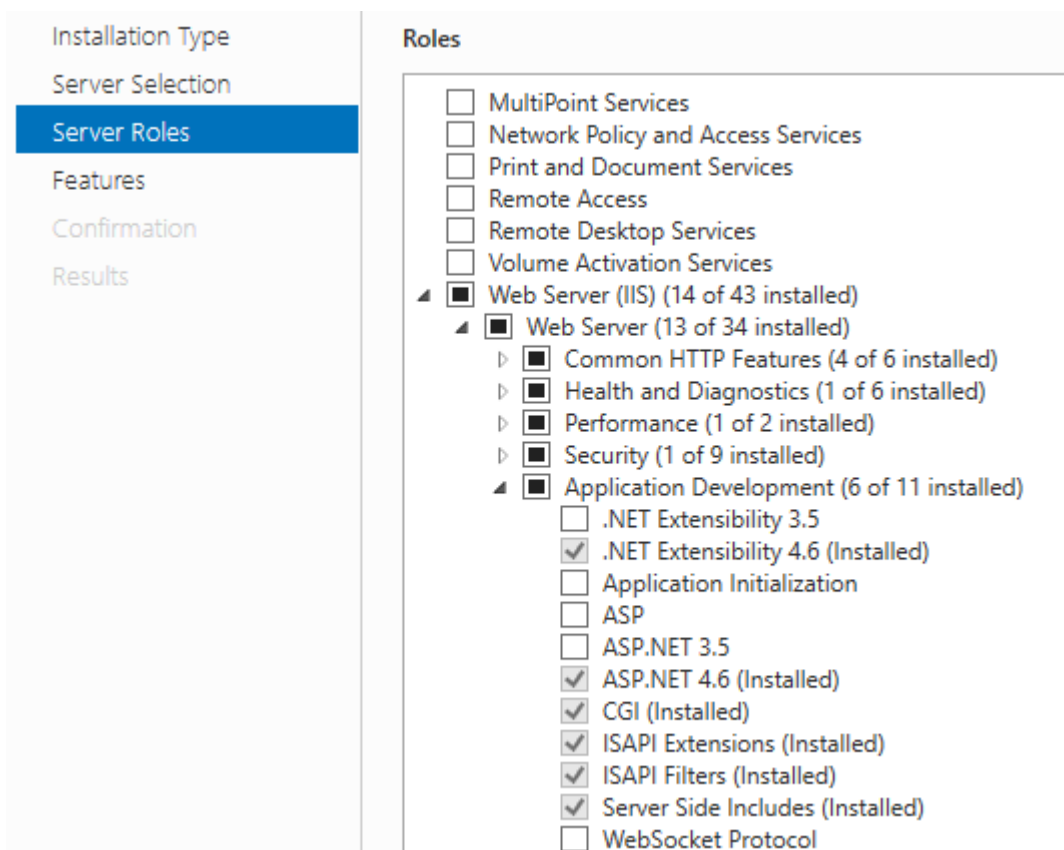 Installation Type
Server Selection
Server Roles
Features
Confirmation
Results
Roles
MultiPoint Services
Network Policy and Access Services
Print and Document Services
Remote Access
Remote Desktop Services
Volume Activation Services
Web Server (IIS) (14 of 43 installed)
Web Server (13 of 34 installed)
Common HTTP Features (4 of 6 installed)
Health and Diagnostics (1 of 6 installed)
Performance (1 of 2 installed)
Security (1 of 9 installed)
Application Development (6 of 11 installed)
.NET Extensibility 3.5
.NET Extensibility 4.6 (Installed)
Application Initialization
ASP
ASP.NET 3.5
ASP.NET 4.6 (Installed)
CGI (Installed)
ISAPI Extensions (Installed)
ISAPI Filters (Installed)
Server Side Includes (Installed)
WebSocket Protocol